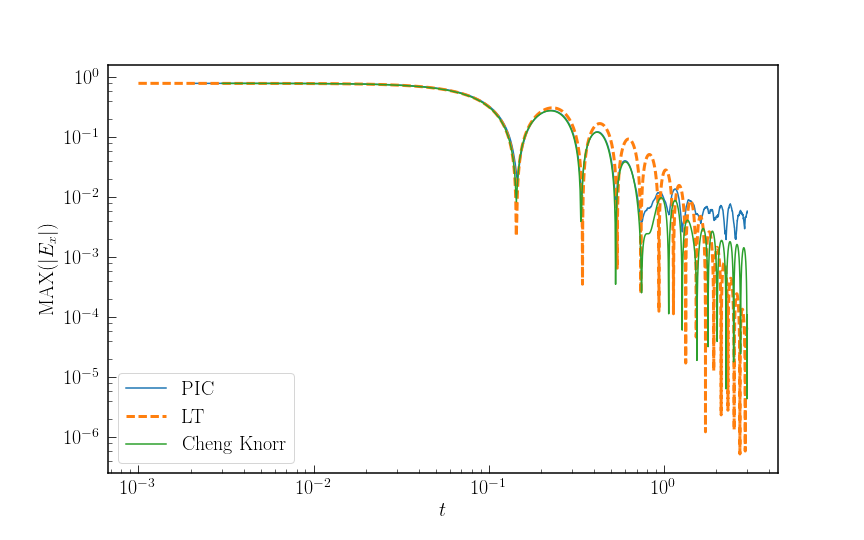 MAX(|E_x|)
10^0
10^{-1}
10^{-2}
10^{-3}
10^{-4}
10^{-5}
10^{-6}
PIC
LT
Cheng Knorr
10^{-3} 10^{-2} 10^{-1} 10^0
t